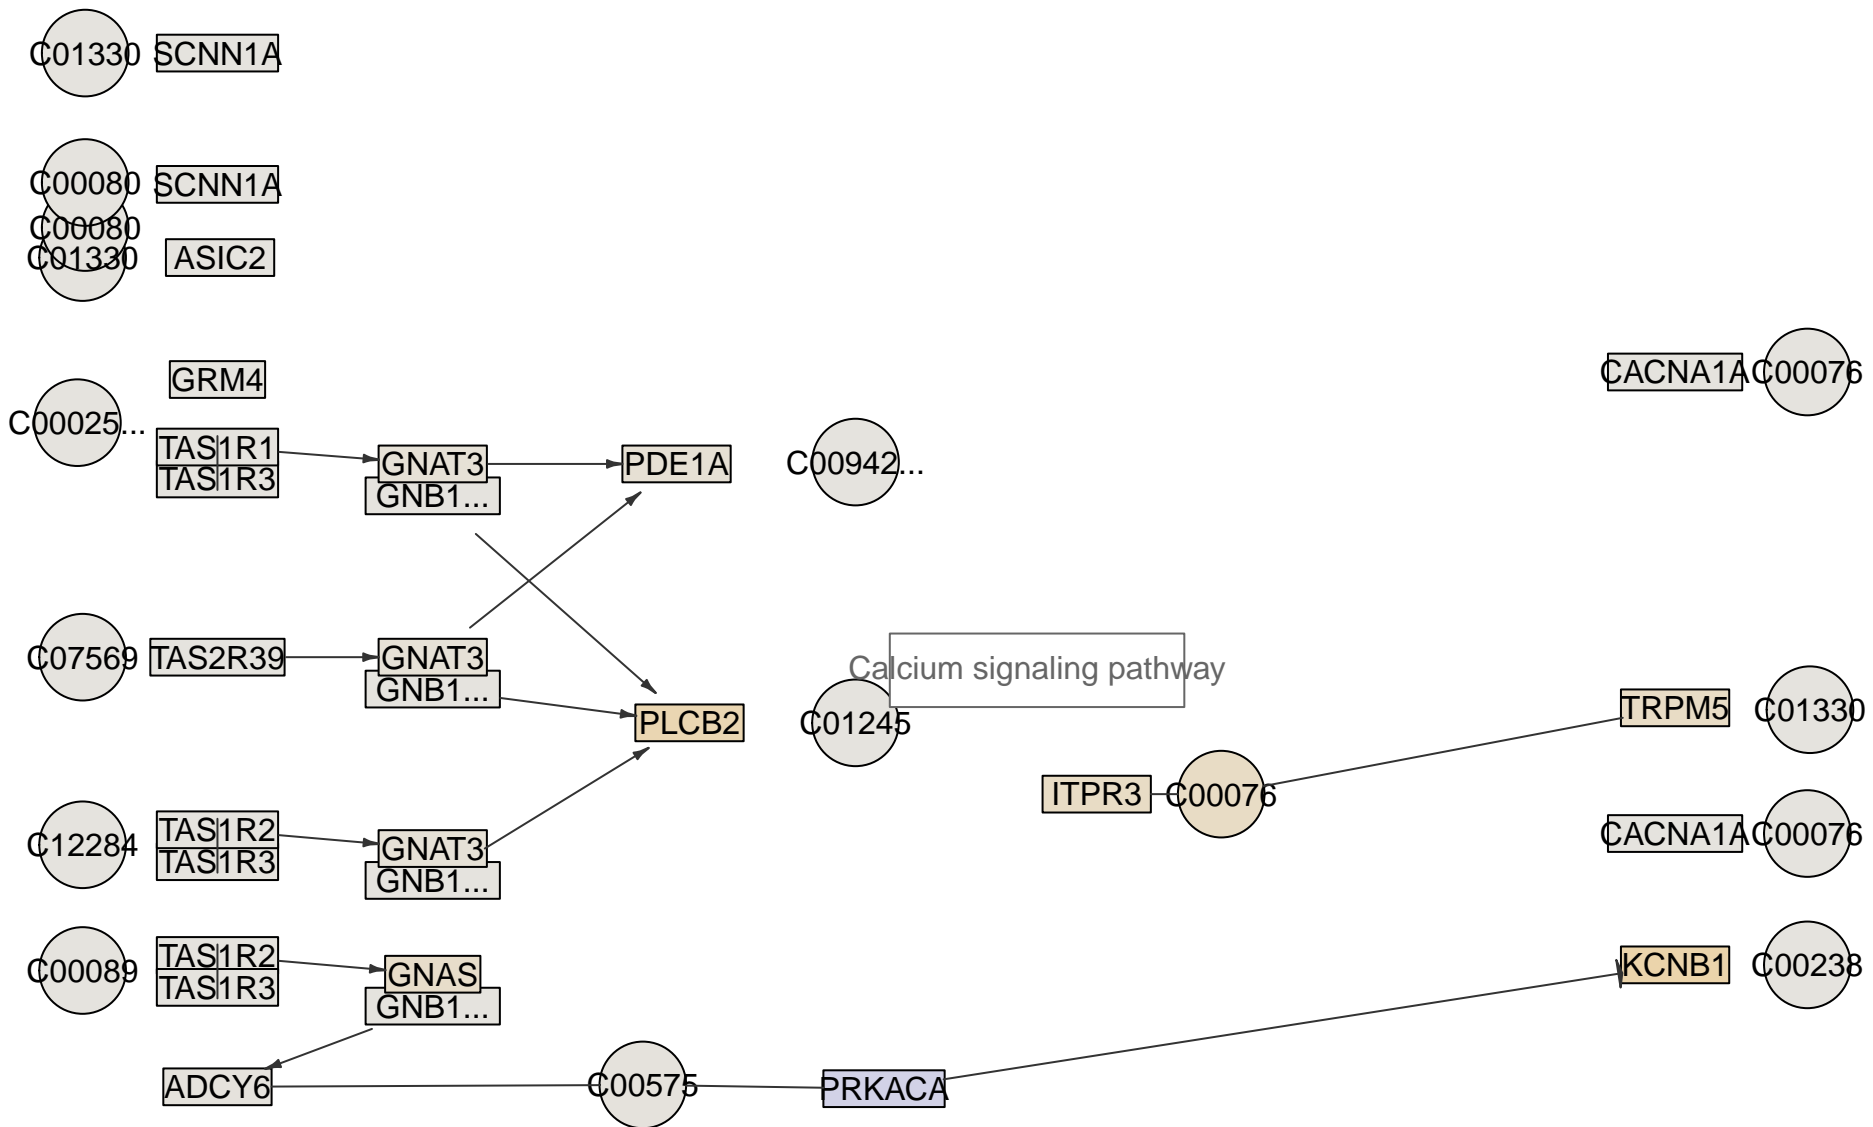 C01330 SCNN1A
C00080 SCNN1A
C00080
C01330 ASIC2
GRM4
CACNA1A C00076
C00025...
TAS1R1
GNAT3 PDE1A C00942...
TAS1R3
GNB1...
C07569 TAS2R39 GNAT3
Calcium signaling pathway
GNB1...
PLCB2 C01245
TRPM5 C01330
ITPR3 C00076
TAS1R2
CACNA1A C00076
C12284
GNAT3
TAS1R3
GNB1...
TAS1R2
C00089
GNAS
KCNB1 C00238
TAS1R3
GNB1...
ADCY6 C00575 PRKACA